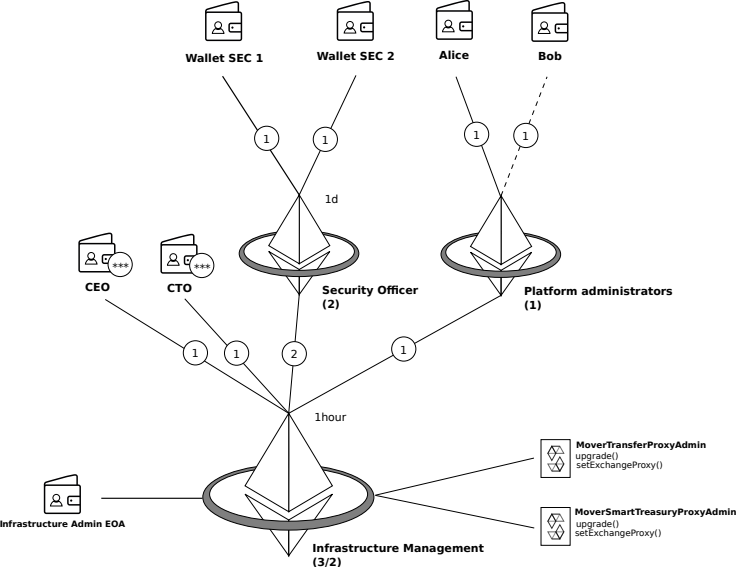 Wallet SEC 1
Wallet SEC 2
Alice
Bob
1
1
1
1
1d
***
***
CEO
CTO
Security Officer
(2)
Platform administrators
(1)
1
1
2
1
1hour
MoverTransferProxyAdmin
upgrade()
setExchangeProxy()
Infrastructure Admin EOA
MoverSmartTreasuryProxyAdmin
upgrade()
setExchangeProxy()
Infrastructure Management
(3/2)